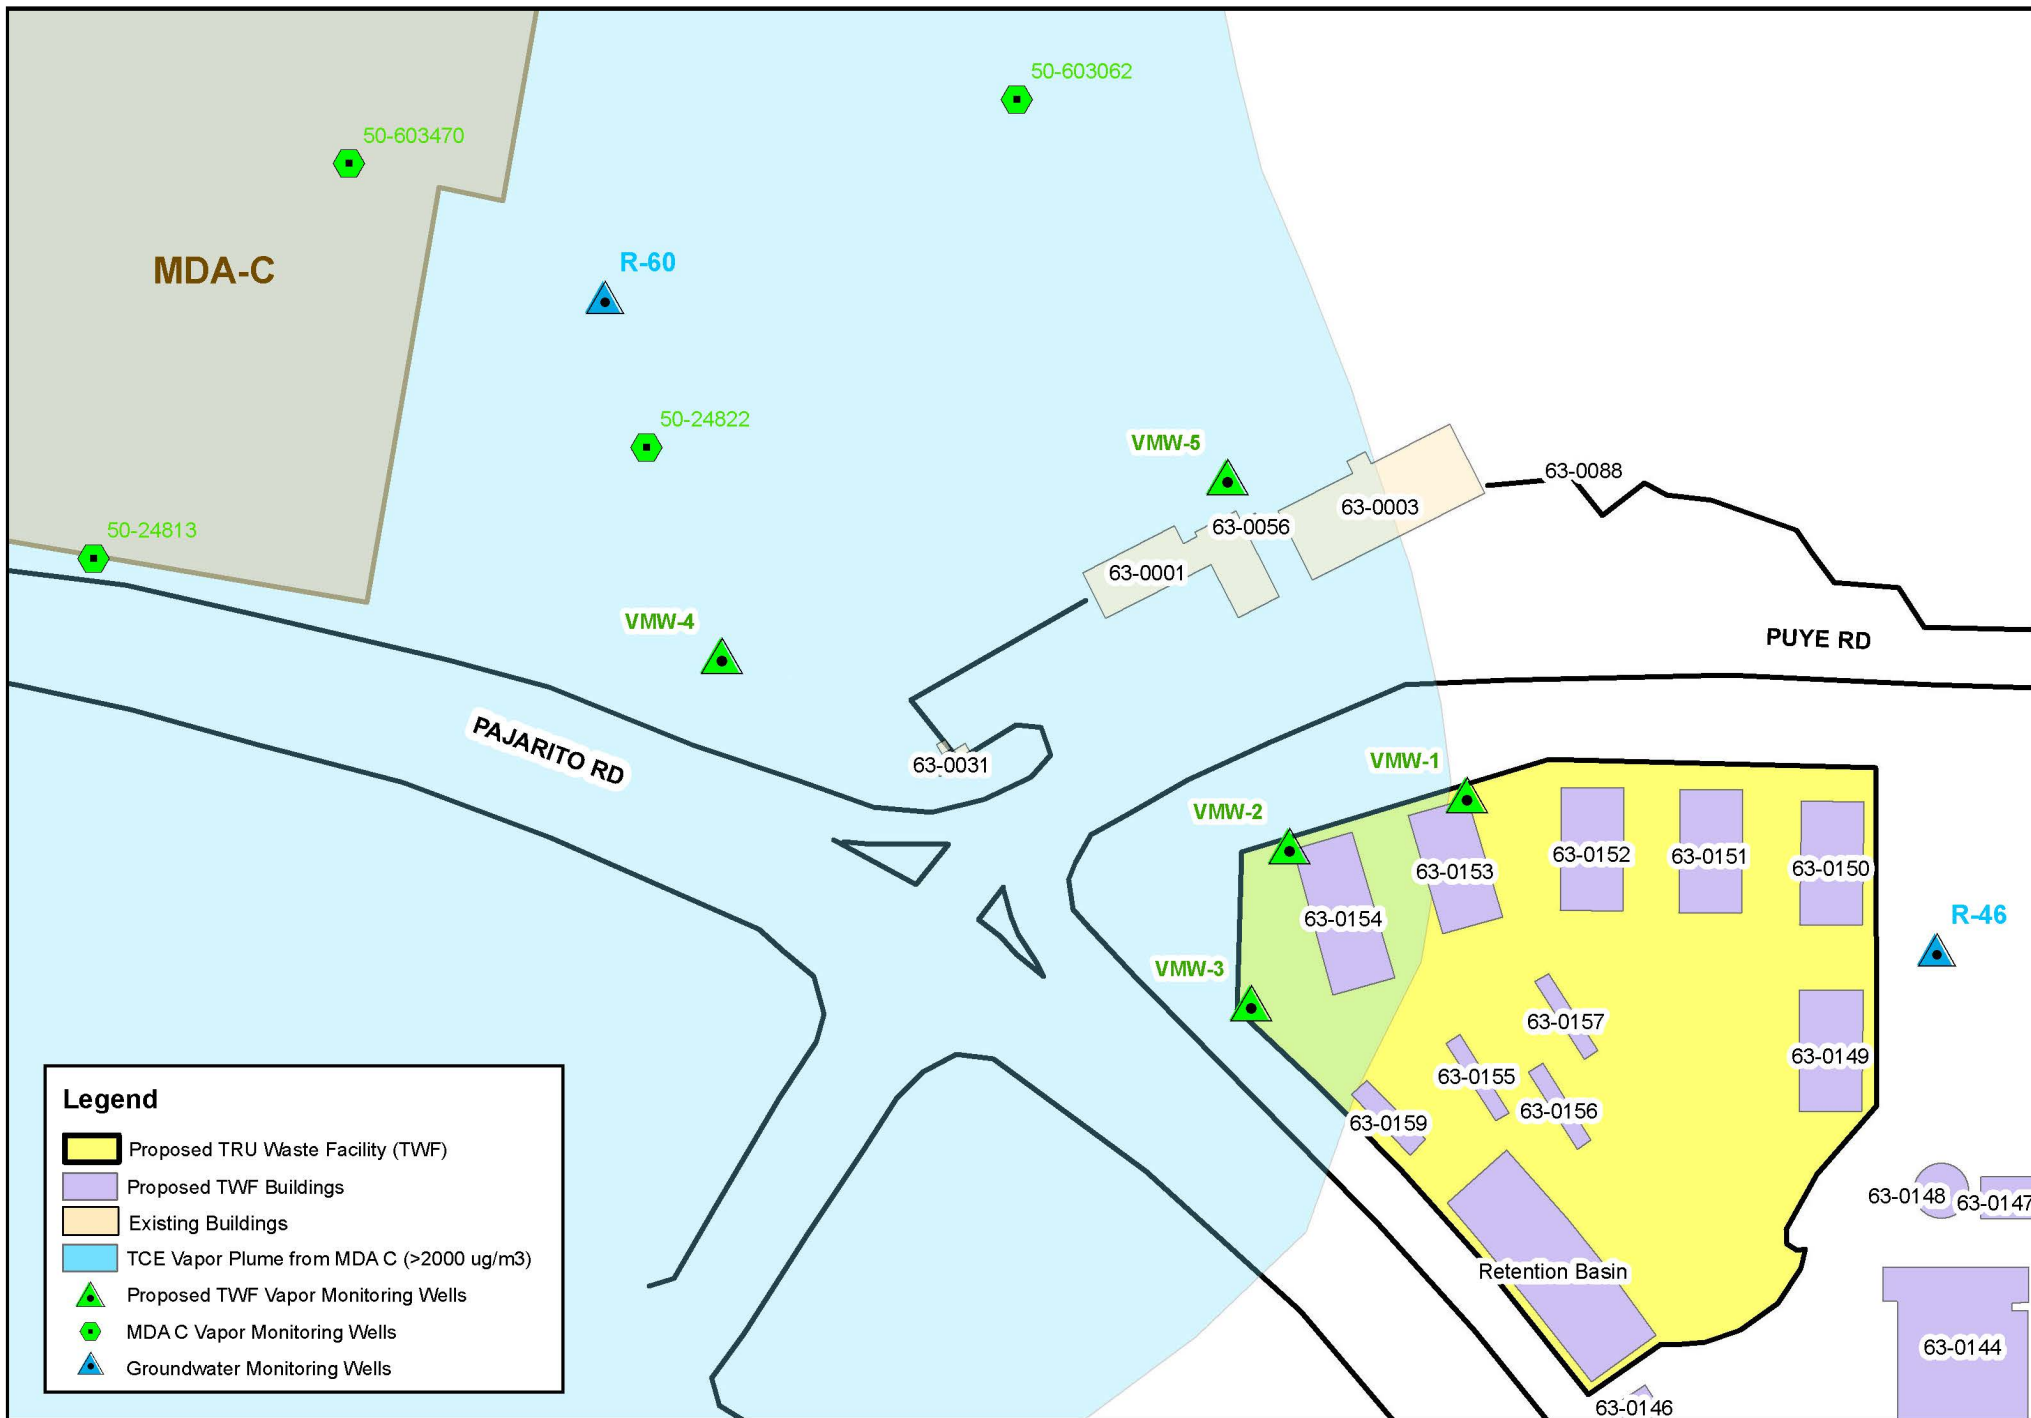 50-603062
50-603470
MDA-C
R-60
50-24822
VMW-5
63-0088
63-0003
63-0056
50-24813
63-0001
VMW-4
PUYE RD
PAJARITO RD
63-0031
VMW-1
VMW-2
63-0152
63-0151
63-0150
63-0153
63-0154
R-46
VMW-3
63-0157
63-0149
63-0155
63-0156
63-0159
63-0148
63-0147
Retention Basin
63-0144
63-0146
Legend
Proposed TRU Waste Facility (TWF)
Proposed TWF Buildings
Existing Buildings
TCE Vapor Plume from MDA C (>2000 ug/m3)
Proposed TWF Vapor Monitoring Wells
MDA C Vapor Monitoring Wells
Groundwater Monitoring Wells